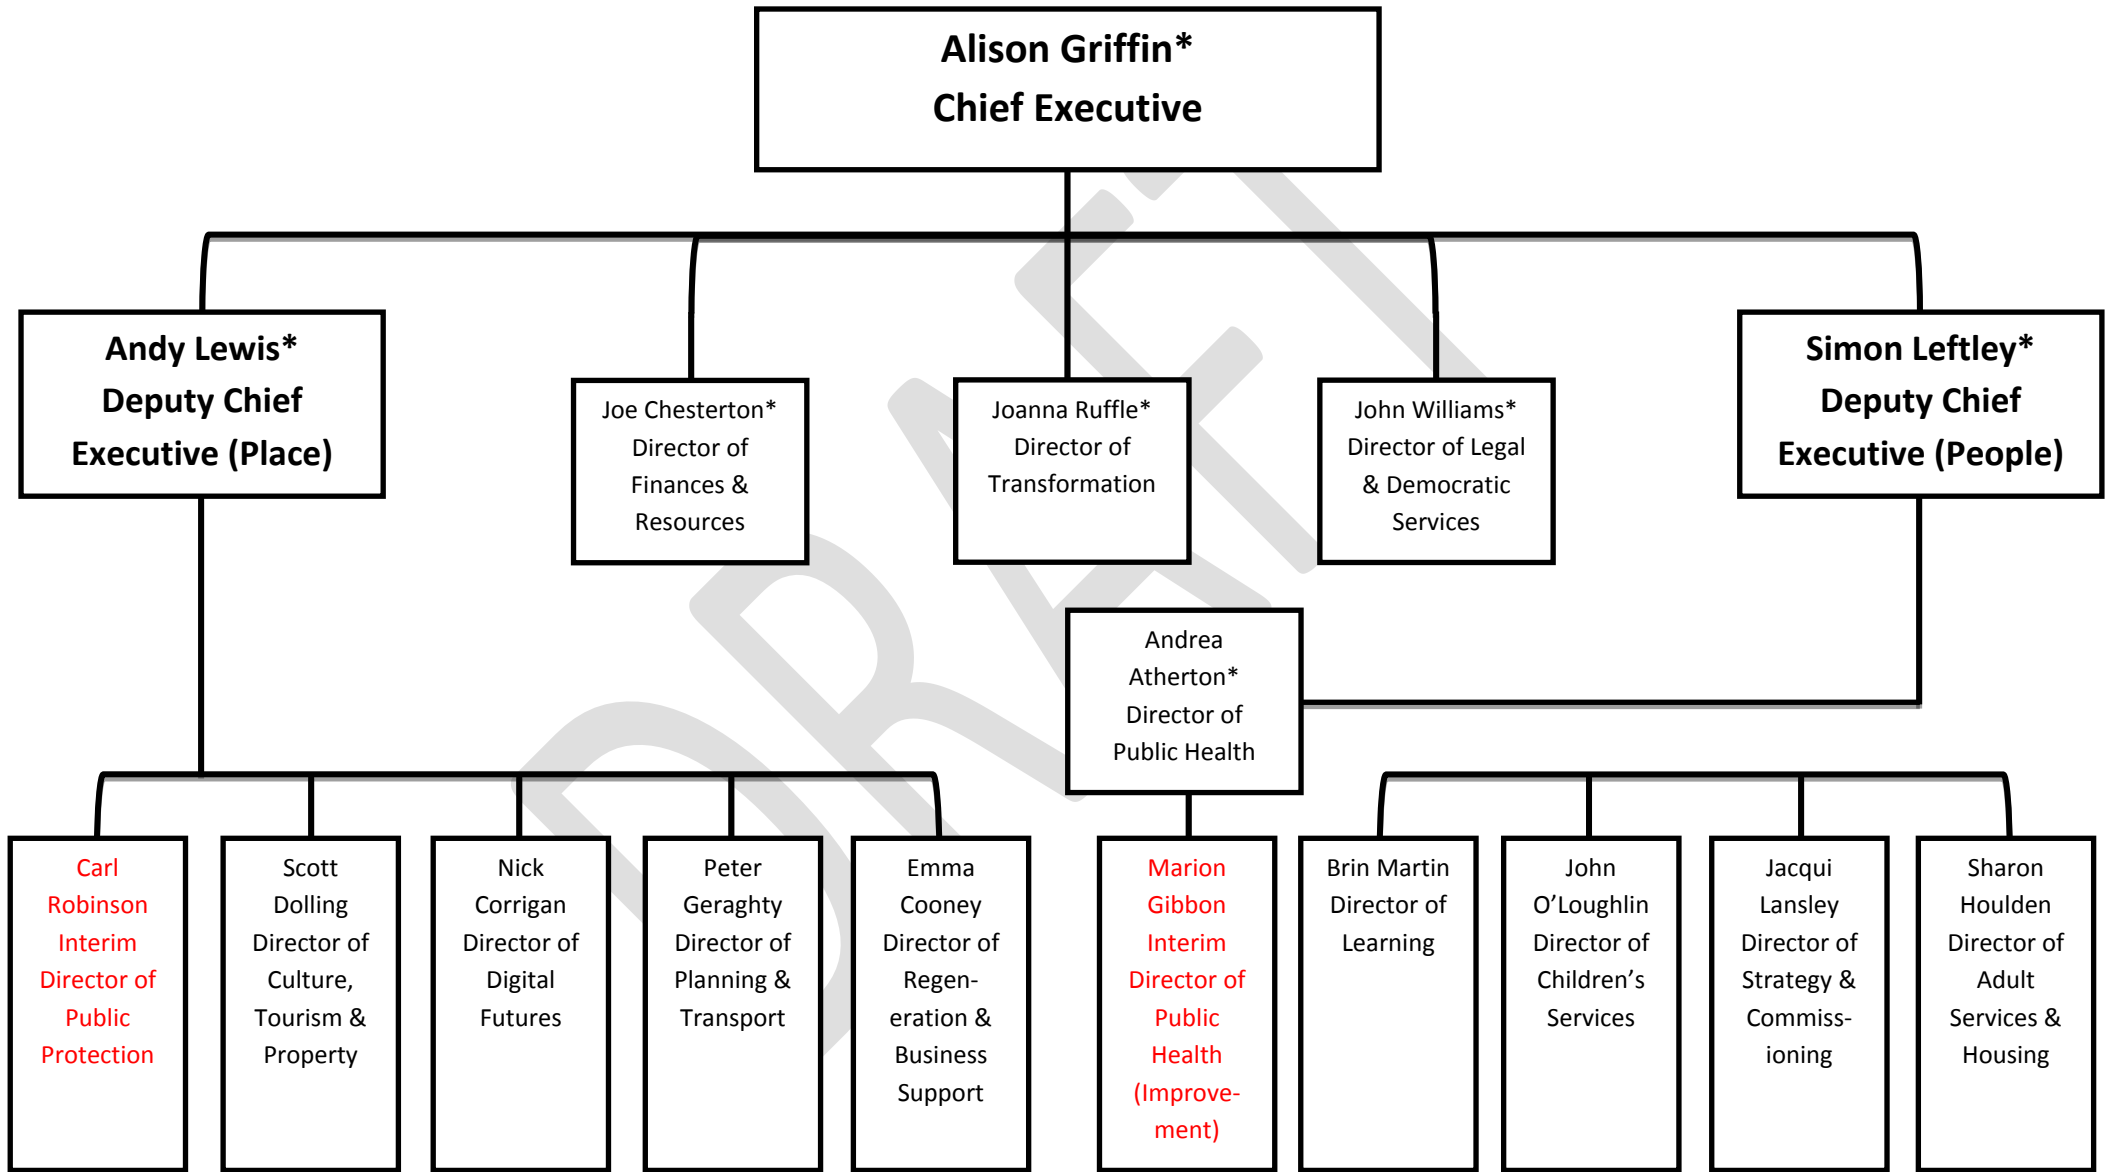 Alison Griffin*
Chief Executive
Andy Lewis*
Deputy Chief
Executive (Place)
Joe Chesterton*
Director of
Finances &
Resources
Joanna Ruffle*
Director of
Transformation
John Williams*
Director of Legal
& Democratic
Services
Simon Leftley*
Deputy Chief
Executive (People)
Andrea
Atherton*
Director of
Public Health
Carl
Robinson
Interim
Director of
Public
Protection
Scott
Dolling
Director of
Culture,
Tourism &
Property
Nick
Corrigan
Director of
Digital
Futures
Peter
Geraghty
Director of
Planning &
Transport
Emma
Cooney
Director of
Regen-
eration &
Business
Support
Marion
Gibbon
Interim
Director of
Public
Health
(Improve-
ment)
Brin Martin
Director of
Learning
John
O’Loughlin
Director of
Children’s
Services
Jacqui
Lansley
Director of
Strategy &
Commiss-
ioning
Sharon
Houlden
Director of
Adult
Services &
Housing
DRAFT